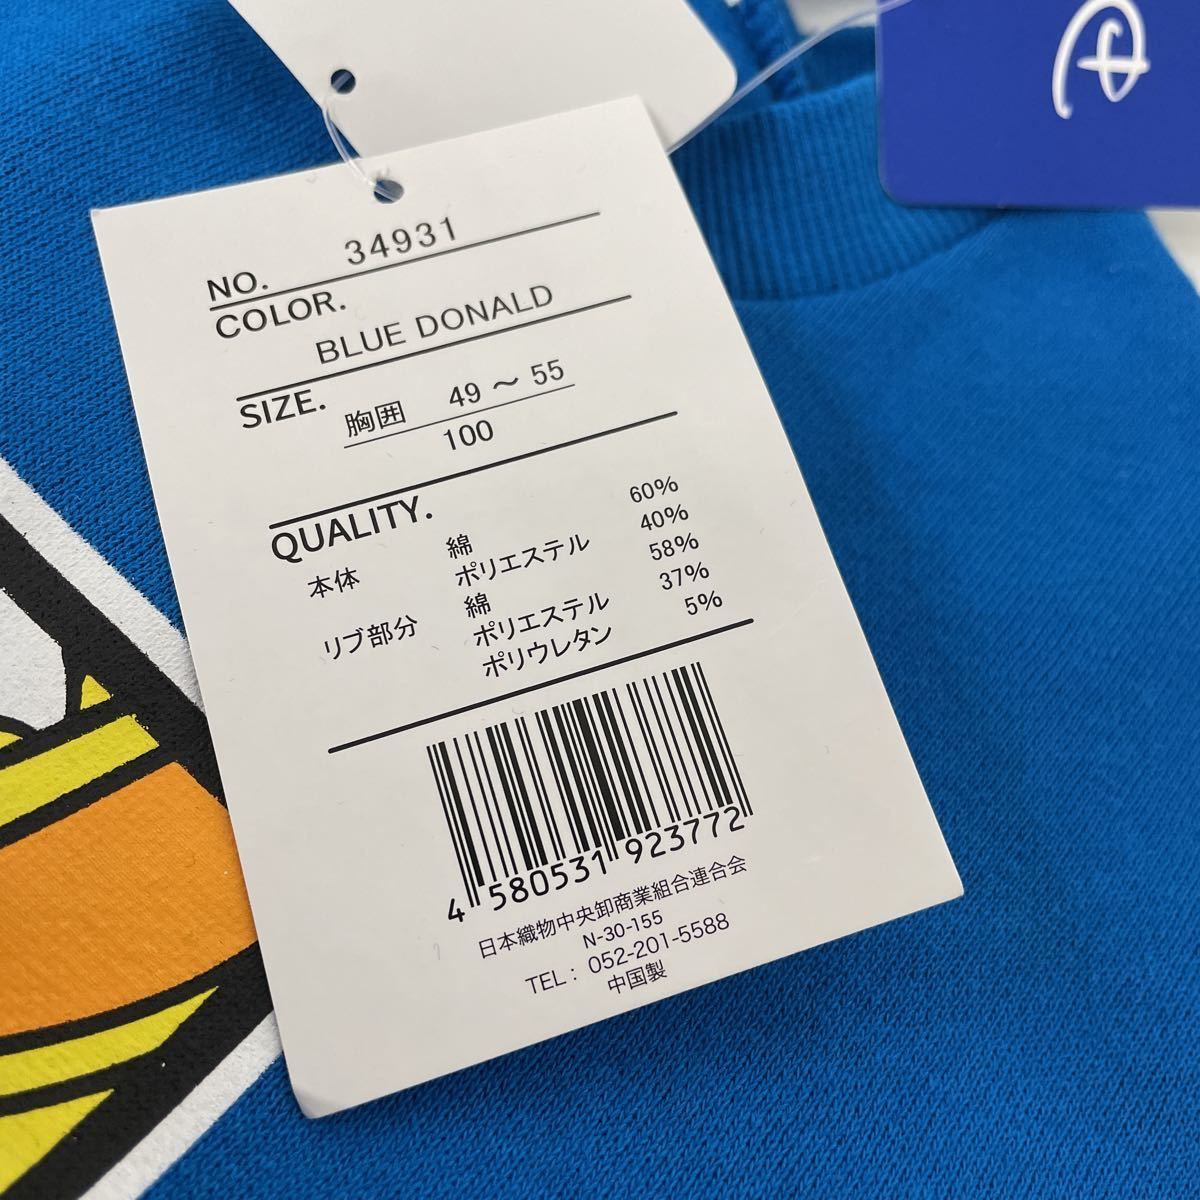 NO. 34931
COLOR.
BLUE DONALD
SIZE. 胸囲 49 ～ 55
100
QUALITY.
本体 綿 60%
ポリエステル 40%
リブ部分 綿 58%
ポリエステル 37%
ポリウレタン 5%
4 580531 923772
日本織物中央卸商業組合連合会
N-30-155
TEL: 052-201-5588
中国製